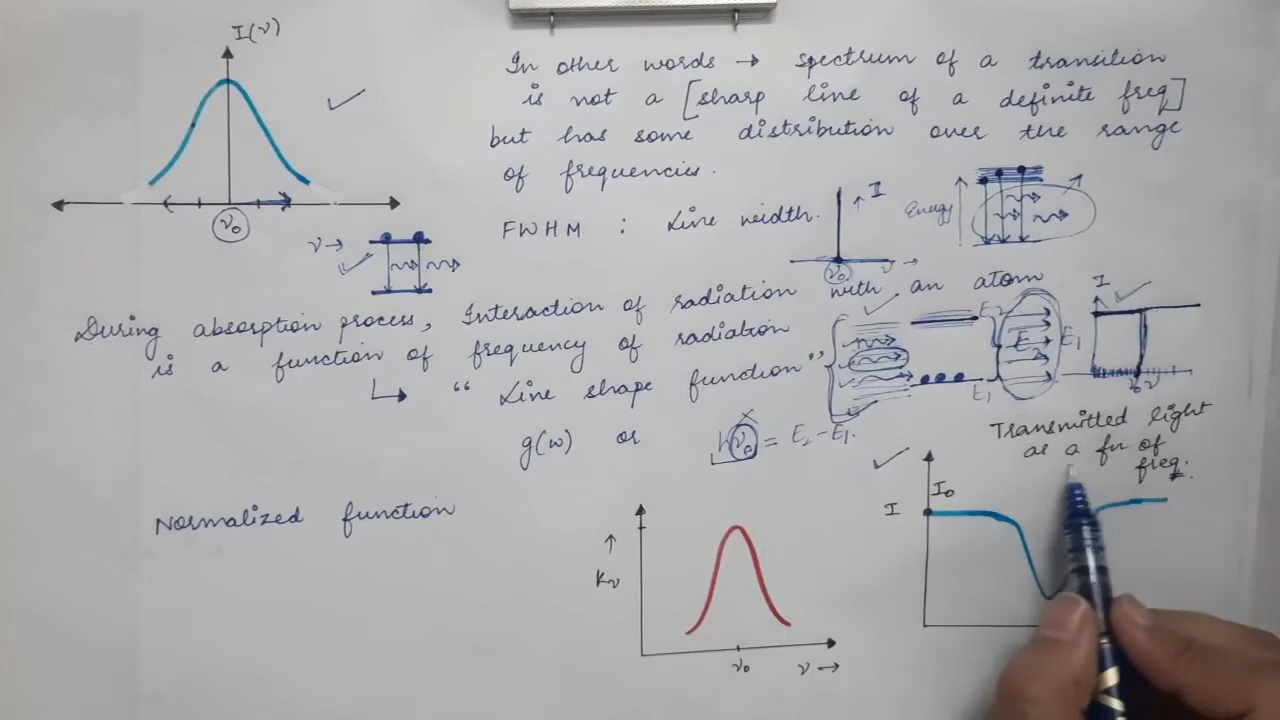 I(ν)
In other words → spectrum of a transition
is not a [sharp line of a definite freq]
but has some distribution over the range
of frequencies.
ν₀
FWHM : Line width.
I
ν₀ ν →
Energy
ν →
During absorption process, Interaction of radiation with an atom
is a function of frequency of radiation
↳ " Line shape function"
E₂
E₁
E
E₁
I
ν₀ ν
g(ω) or hν₀ = E₂ - E₁.
Transmitted light
as a fn of
freq.
I I₀
Normalized function
Kν
ν₀ ν →